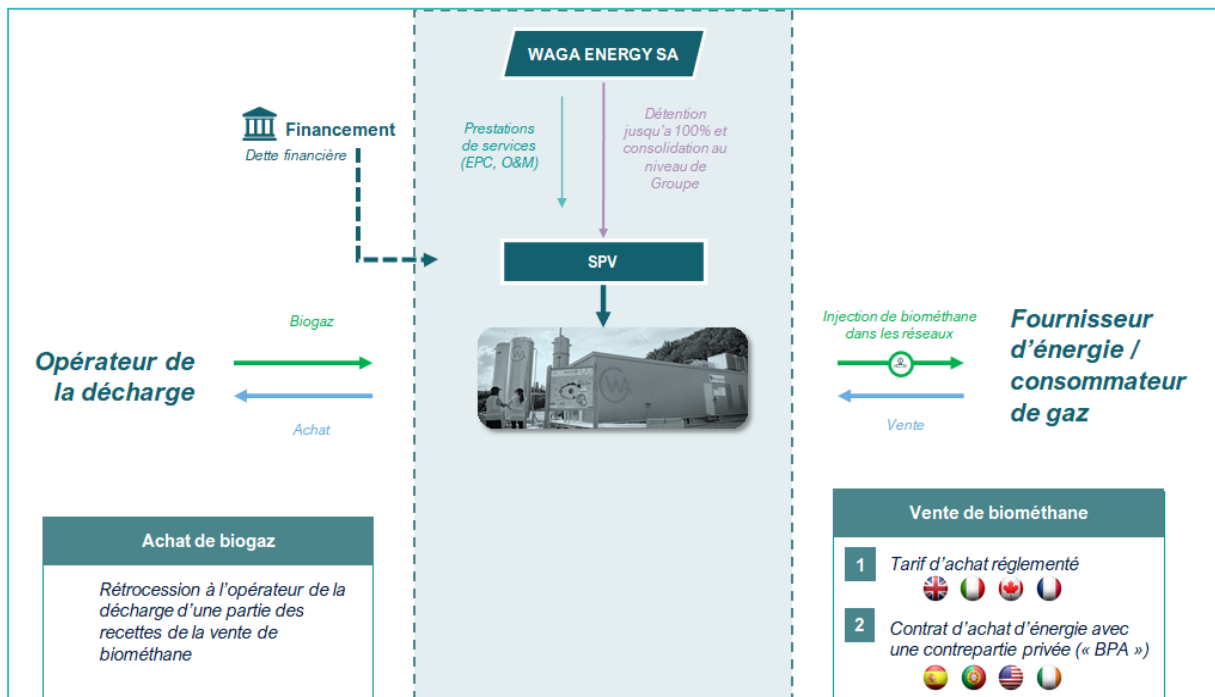 WAGA ENERGY SA
Financement
Dette financière
Prestations
de services
(EPC, O&M)
Détention
jusqu'a 100% et
consolidation au
niveau de
Groupe
SPV
Opérateur de
la décharge
Biogaz
Achat
Injection de biométhane
dans les réseaux
Vente
Fournisseur
d'énergie /
consommateur
de gaz
Achat de biogaz
Rétrocession à l'opérateur de la
décharge d'une partie des
recettes de la vente de
biométhane
Vente de biométhane
1 Tarif d'achat réglementé
2 Contrat d'achat d'énergie avec
une contrepartie privée (« BPA »)